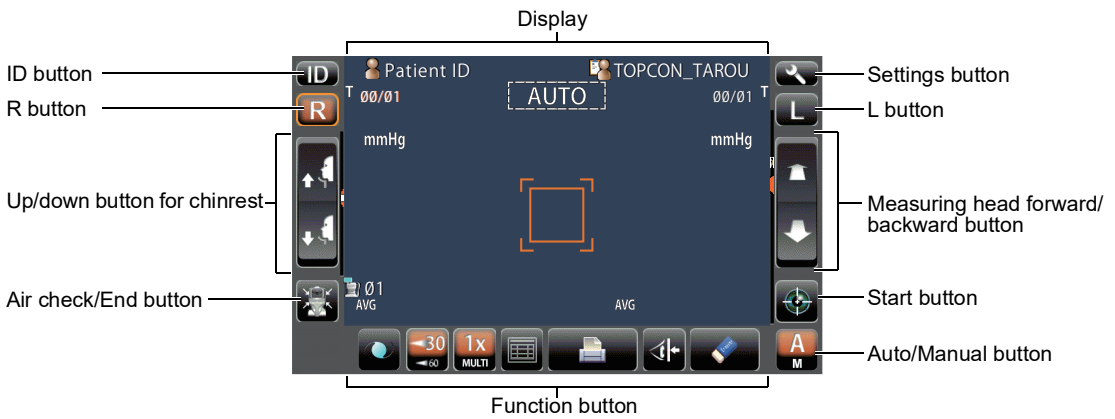 Display
ID button
ID
Patient ID
TOPCON_TAROU
Settings button
R button
R
T
00/01
AUTO
00/01
T
L
L button
mmHg
mmHg
Up/down button for chinrest
Measuring head forward/
backward button
01
Air check/End button
AVG
AVG
Start button
30
60
1x
MULTI
A
M
Auto/Manual button
Function button